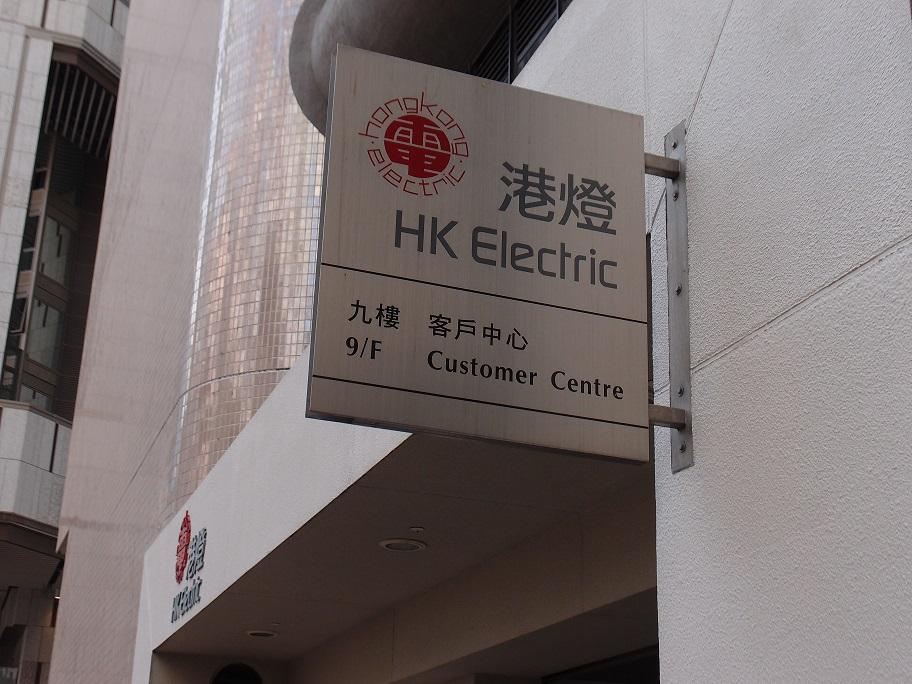 hongkong
電
electric
港燈
HK Electric
九樓 客戶中心
9/F Customer Centre
電
港燈
HK Electric